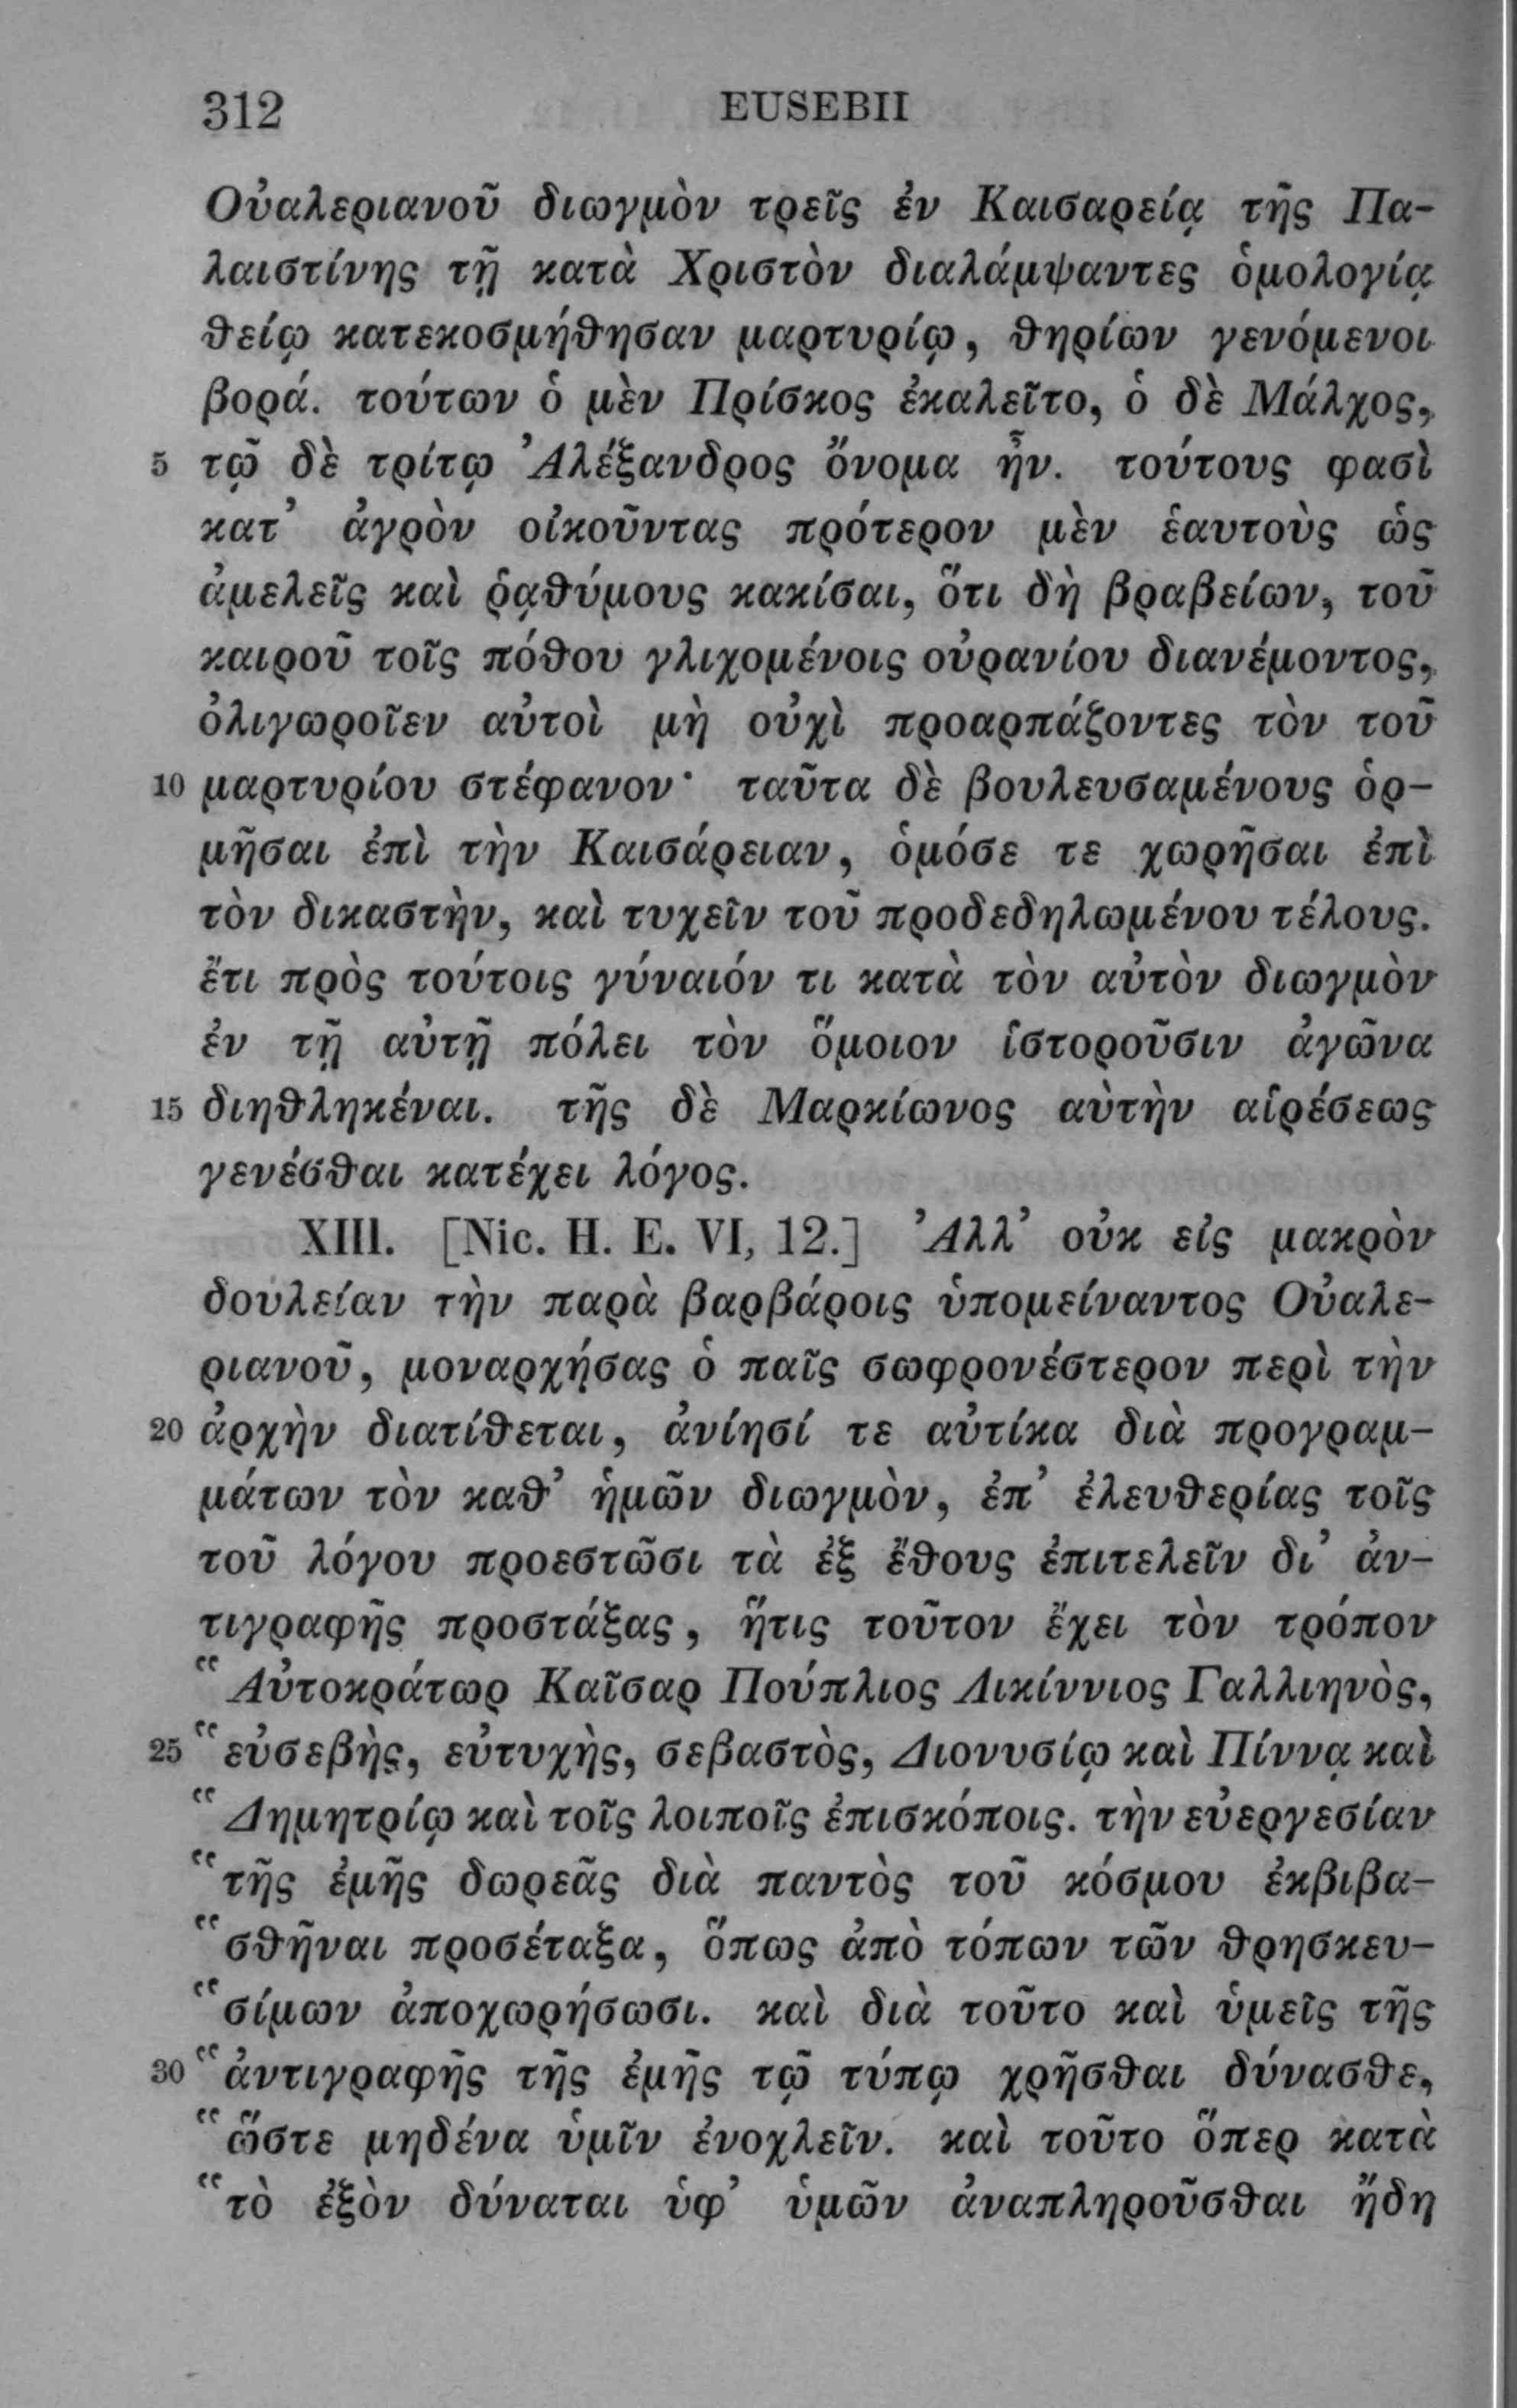 312 EUSEBII
Οὐαλεριανοῦ διωγμὸν τρεῖς ἐν Καισαρείᾳ τῆς Πα-
λαιστίνης τῇ κατὰ Χριστὸν διαλάμψαντες ὁμολογίᾳ
θείῳ κατεκοσμήθησαν μαρτυρίῳ, θηρίων γενόμενοι
βορά. τούτων ὁ μὲν Πρίσκος ἐκαλεῖτο, ὁ δὲ Μάλχος,
5 τῷ δὲ τρίτῳ Ἀλέξανδρος ὄνομα ἦν. τούτους φασὶ
κατ’ ἀγρὸν οἰκοῦντας πρότερον μὲν ἑαυτοὺς ὡς
ἀμελεῖς καὶ ῥᾳθύμους κακίσαι, ὅτι δὴ βραβείων, τοῦ
καιροῦ τοῖς πόθου γλιχομένοις οὐρανίου διανέμοντος,
ὀλιγωροῖεν αὐτοὶ μὴ οὐχὶ προαρπάζοντες τὸν τοῦ
10 μαρτυρίου στέφανον· ταῦτα δὲ βουλευσαμένους ὁρ-
μῆσαι ἐπὶ τὴν Καισάρειαν, ὁμόσε τε χωρῆσαι ἐπὶ
τὸν δικαστὴν, καὶ τυχεῖν τοῦ προδεδηλωμένου τέλους.
ἔτι πρὸς τούτοις γύναιόν τι κατὰ τὸν αὐτὸν διωγμὸν
ἐν τῇ αὐτῇ πόλει τὸν ὅμοιον ἱστοροῦσιν ἀγῶνα
15 διηθληκέναι. τῆς δὲ Μαρκίωνος αὐτὴν αἱρέσεως
γενέσθαι κατέχει λόγος.
XIII. [Nic. H. E. VI, 12.] Ἀλλ’ οὐκ εἰς μακρὸν
δουλείαν τὴν παρὰ βαρβάροις ὑπομείναντος Οὐαλε-
ριανοῦ, μοναρχήσας ὁ παῖς σωφρονέστερον περὶ τὴν
20 ἀρχὴν διατίθεται, ἀνίησί τε αὐτίκα διὰ προγραμ-
μάτων τὸν καθ’ ἡμῶν διωγμὸν, ἐπ’ ἐλευθερίας τοῖς
τοῦ λόγου προεστῶσι τὰ ἐξ ἔθους ἐπιτελεῖν δι’ ἀν-
τιγραφῆς προστάξας, ἥτις τοῦτον ἔχει τὸν τρόπον
“Αὐτοκράτωρ Καῖσαρ Πούπλιος Λικίννιος Γαλλιηνὸς,
25 “εὐσεβὴς, εὐτυχὴς, σεβαστὸς, Διονυσίῳ καὶ Πίννᾳ καὶ
“Δημητρίῳ καὶ τοῖς λοιποῖς ἐπισκόποις. τὴν εὐεργεσίαν
“τῆς ἐμῆς δωρεᾶς διὰ παντὸς τοῦ κόσμου ἐκβιβα-
“σθῆναι προσέταξα, ὅπως ἀπὸ τόπων τῶν θρησκευ-
“σίμων ἀποχωρήσωσι. καὶ διὰ τοῦτο καὶ ὑμεῖς τῆς
30 “ἀντιγραφῆς τῆς ἐμῆς τῷ τύπῳ χρῆσθαι δύνασθε,
“ὥστε μηδένα ὑμῖν ἐνοχλεῖν. καὶ τοῦτο ὅπερ κατὰ
“τὸ ἐξὸν δύναται ὑφ’ ὑμῶν ἀναπληροῦσθαι ἤδη